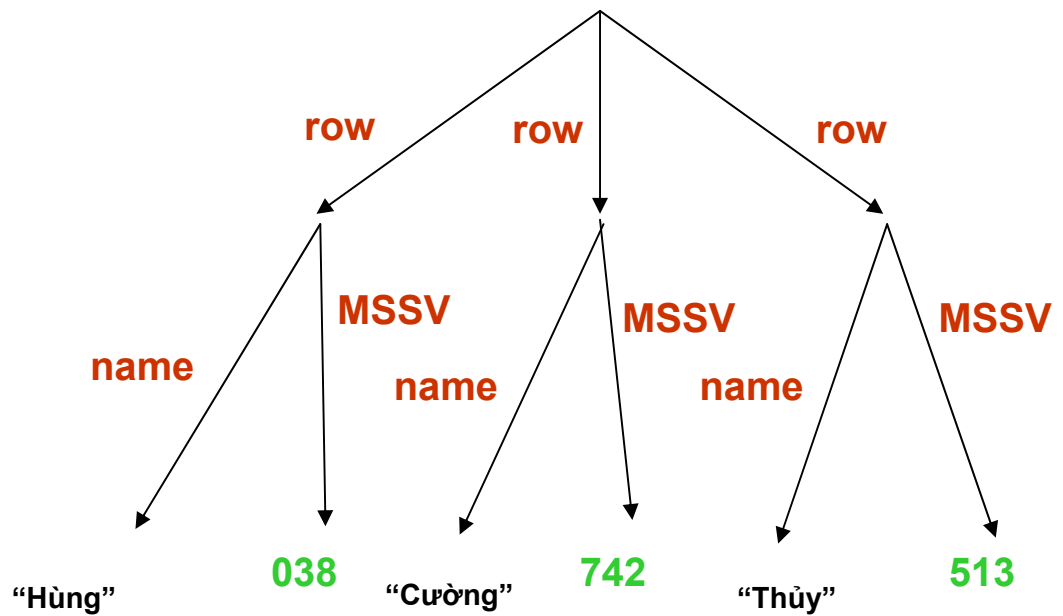 row row row
MSSV MSSV MSSV
name name name
“Hùng” 038 “Cường” 742 “Thủy” 513